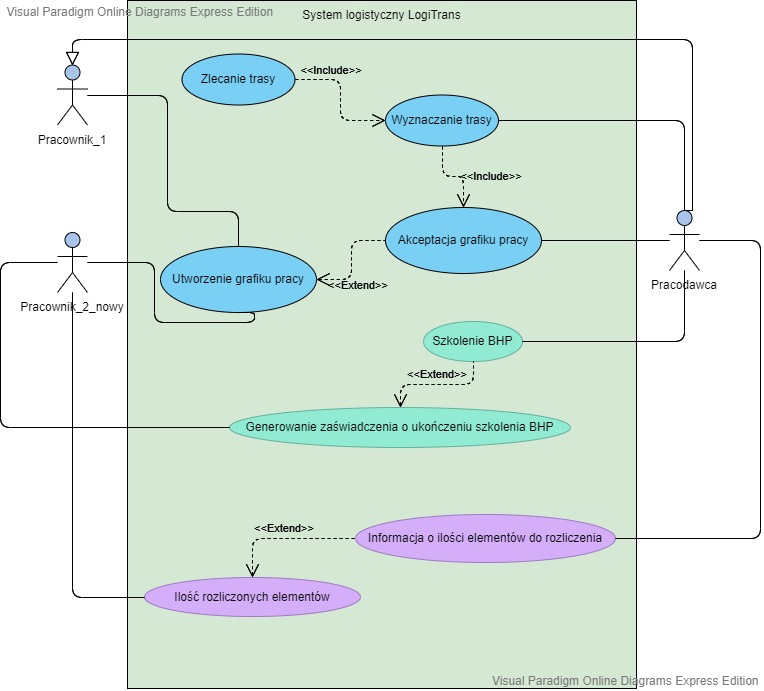 Visual Paradigm Online Diagrams Express Edition
System logistyczny LogiTrans
Zlecanie trasy
<<Include>>
Wyznaczanie trasy
Pracownik_1
<<Include>>
Akceptacja grafiku pracy
Utworzenie grafiku pracy
<<Extend>>
Pracodawca
Pracownik_2_nowy
Szkolenie BHP
<<Extend>>
Generowanie zaświadczenia o ukończeniu szkolenia BHP
<<Extend>>
Informacja o ilości elementów do rozliczenia
Ilość rozliczonych elementów
Visual Paradigm Online Diagrams Express Edition